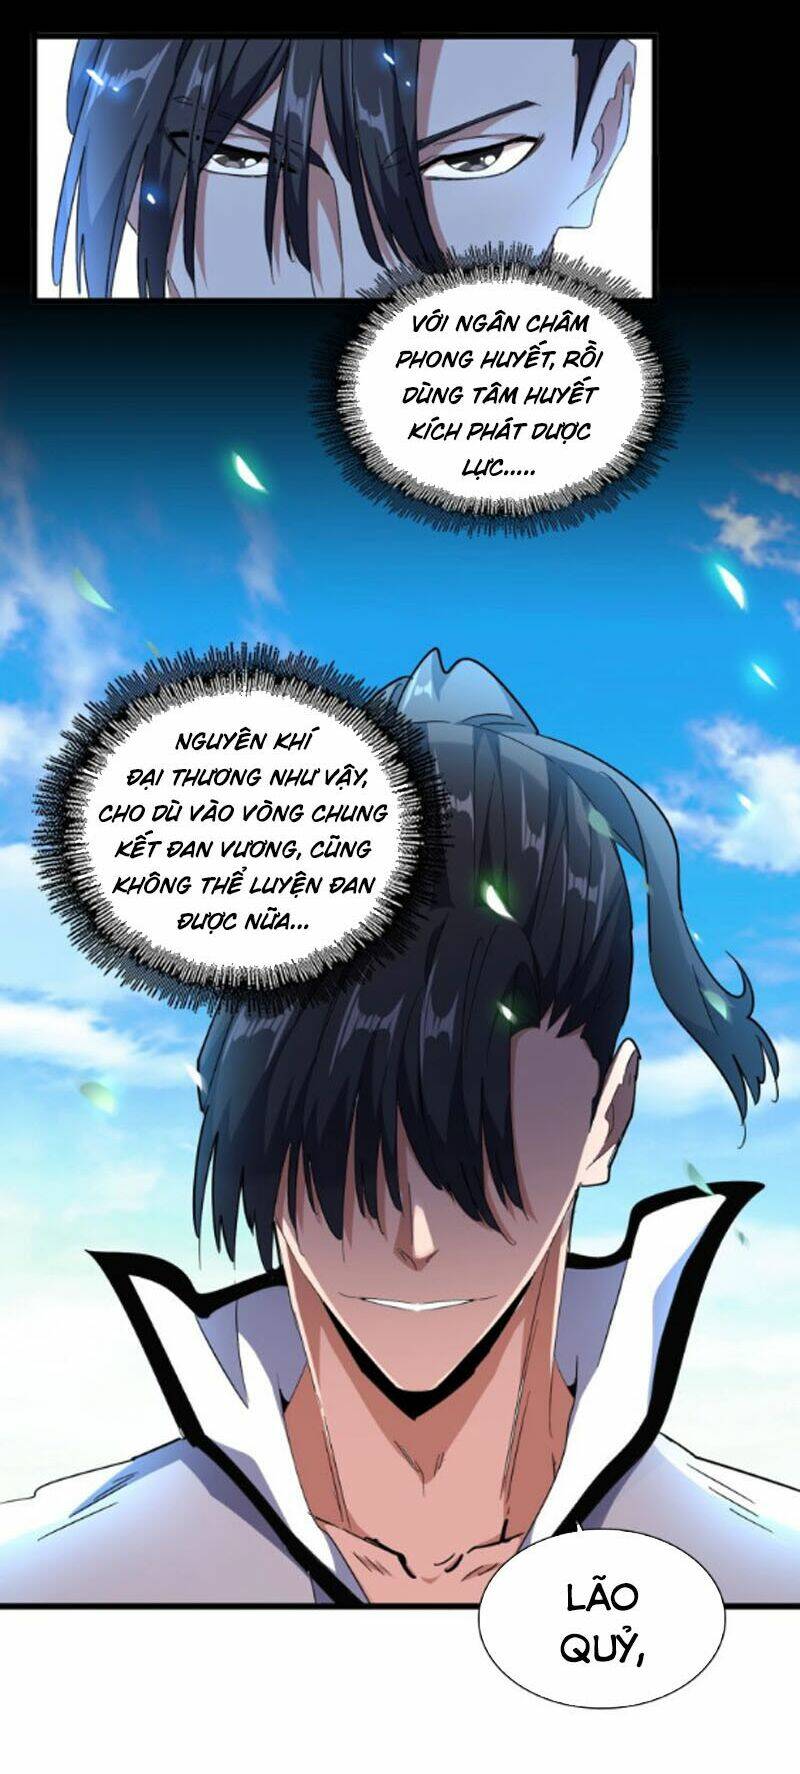 VỚI NGÂN CHÂM
PHONG HUYẾT, RỒI
DÙNG TÂM HUYẾT
KÍCH PHÁT DƯỢC
LỰC.....
NGUYÊN KHÍ
ĐẠI THƯƠNG NHƯ VẬY,
CHO DÙ VÀO VÒNG CHUNG
KẾT ĐAN VƯƠNG, CŨNG
KHÔNG THỂ LUYỆN ĐAN
ĐƯỢC NỮA...
LÃO
QUỶ,